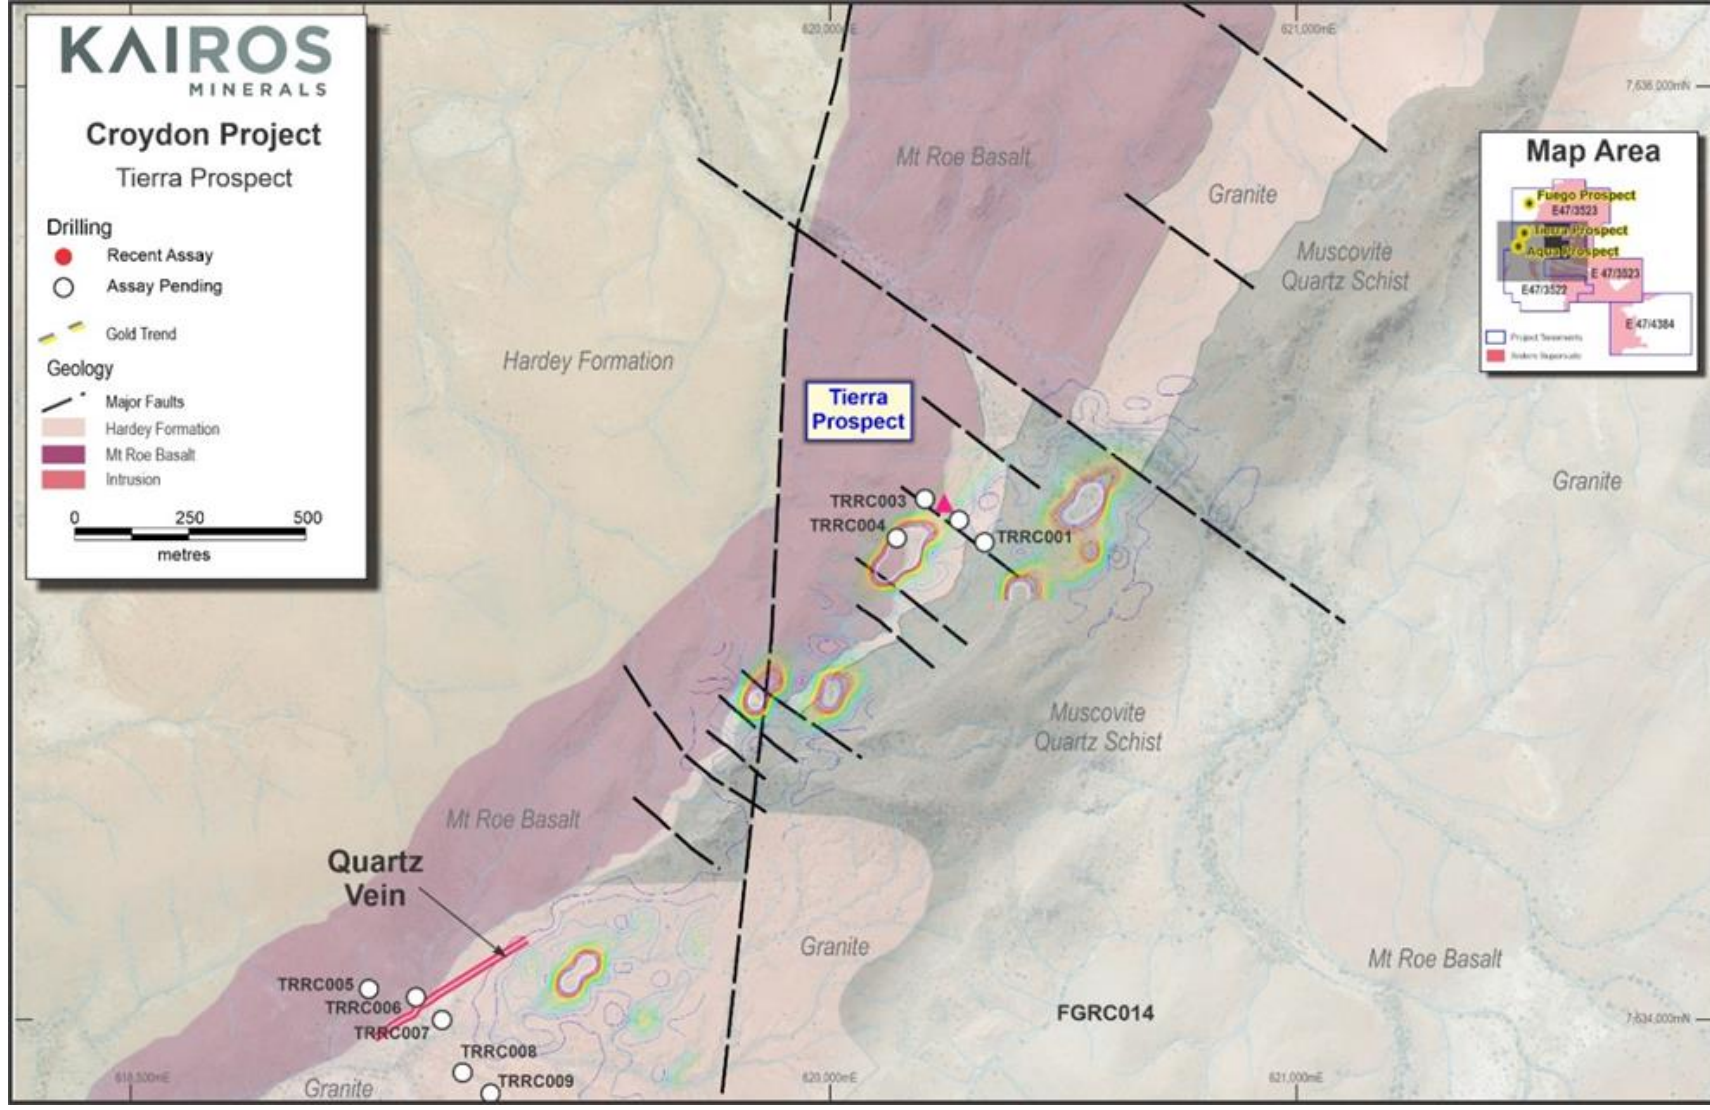 KAIROS
MINERALS
Croydon Project
Tierra Prospect
Drilling
Recent Assay
Assay Pending
Gold Trend
Geology
Major Faults
Hardey Formation
Mt Roe Basalt
Intrusion
0 250 500
metres
620,000mE
621,000mE
7,636,000mN
Map Area
Fuego Prospect
E47/3523
Tierra Prospect
Aqua Prospect
E 47/3523
E47/3522
E 47/4384
Project Tenements
Mt Roe Basalt
Granite
Muscovite
Quartz Schist
Hardey Formation
Tierra
Prospect
Granite
TRRC003
TRRC004
TRRC001
Muscovite
Quartz Schist
Mt Roe Basalt
Quartz
Vein
Granite
Mt Roe Basalt
TRRC005
TRRC006
TRRC007
FGRC014
7,634,000mN
TRRC008
TRRC009
Granite
618,500mE
620,000mE
621,000mE